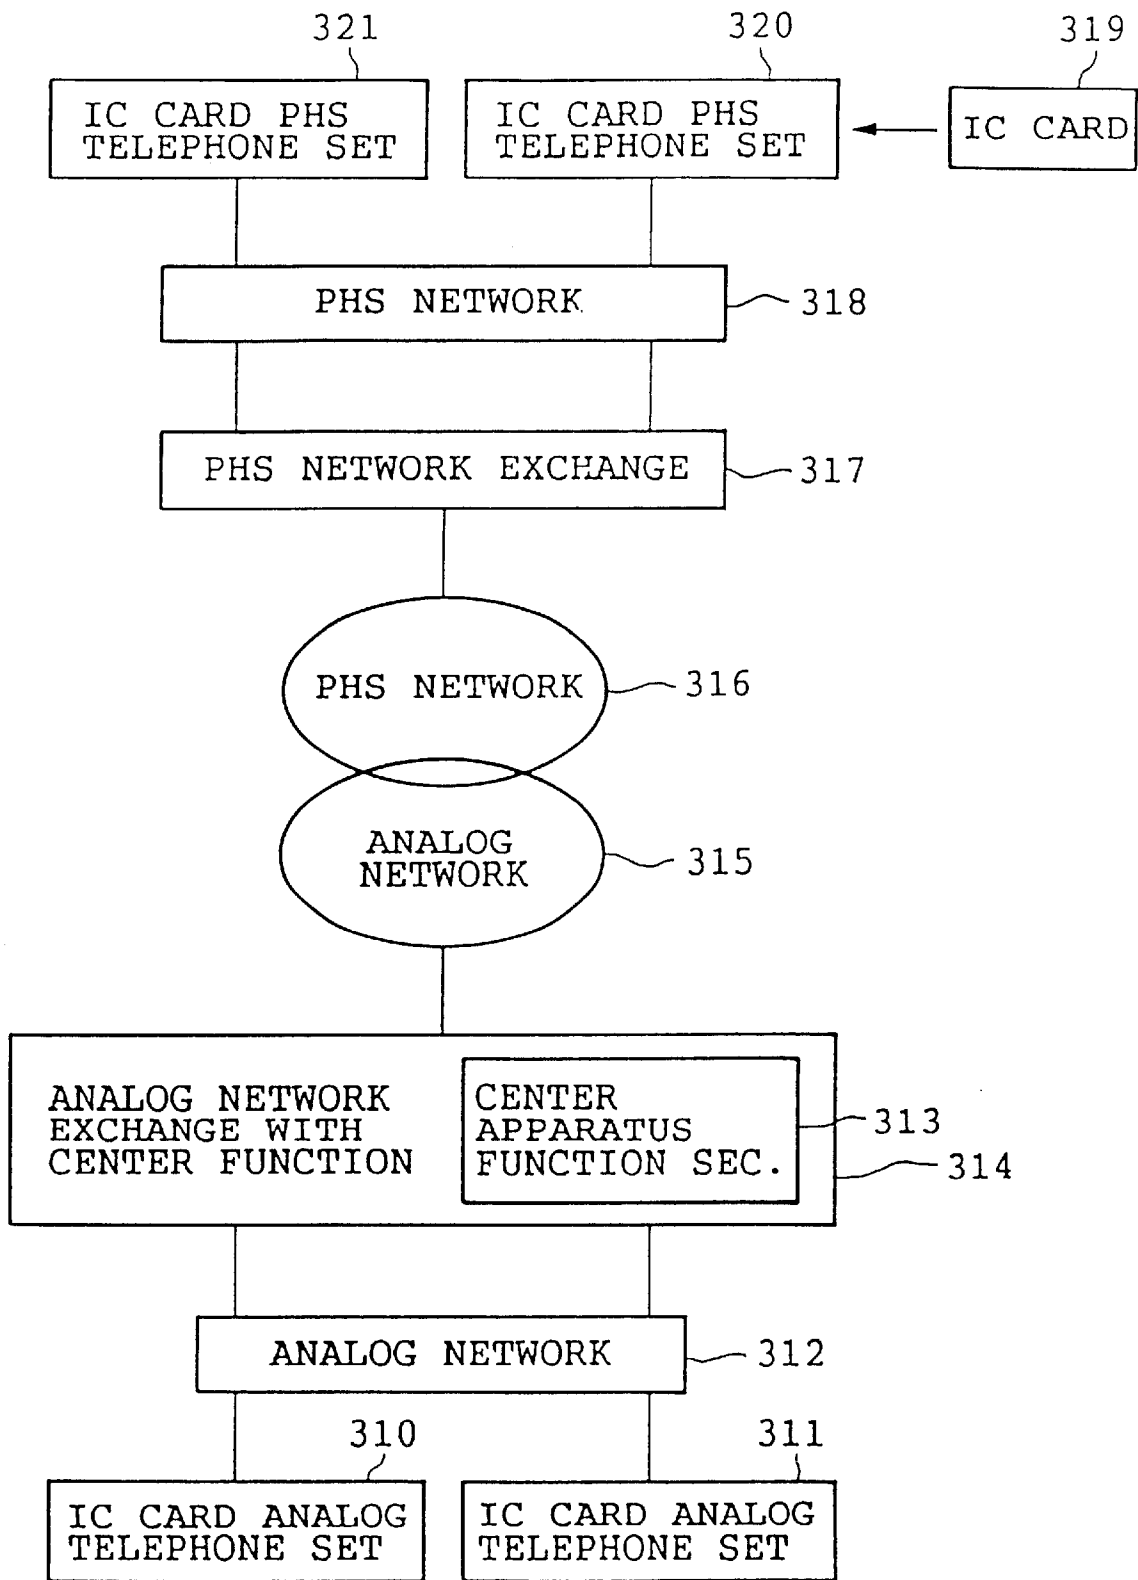 321
320
319
IC CARD PHS
TELEPHONE SET
IC CARD PHS
TELEPHONE SET
IC CARD
PHS NETWORK
318
PHS NETWORK EXCHANGE
317
PHS NETWORK
316
ANALOG
NETWORK
315
ANALOG NETWORK
EXCHANGE WITH
CENTER FUNCTION
CENTER
APPARATUS
FUNCTION SEC.
313
314
ANALOG NETWORK
312
310
311
IC CARD ANALOG
TELEPHONE SET
IC CARD ANALOG
TELEPHONE SET